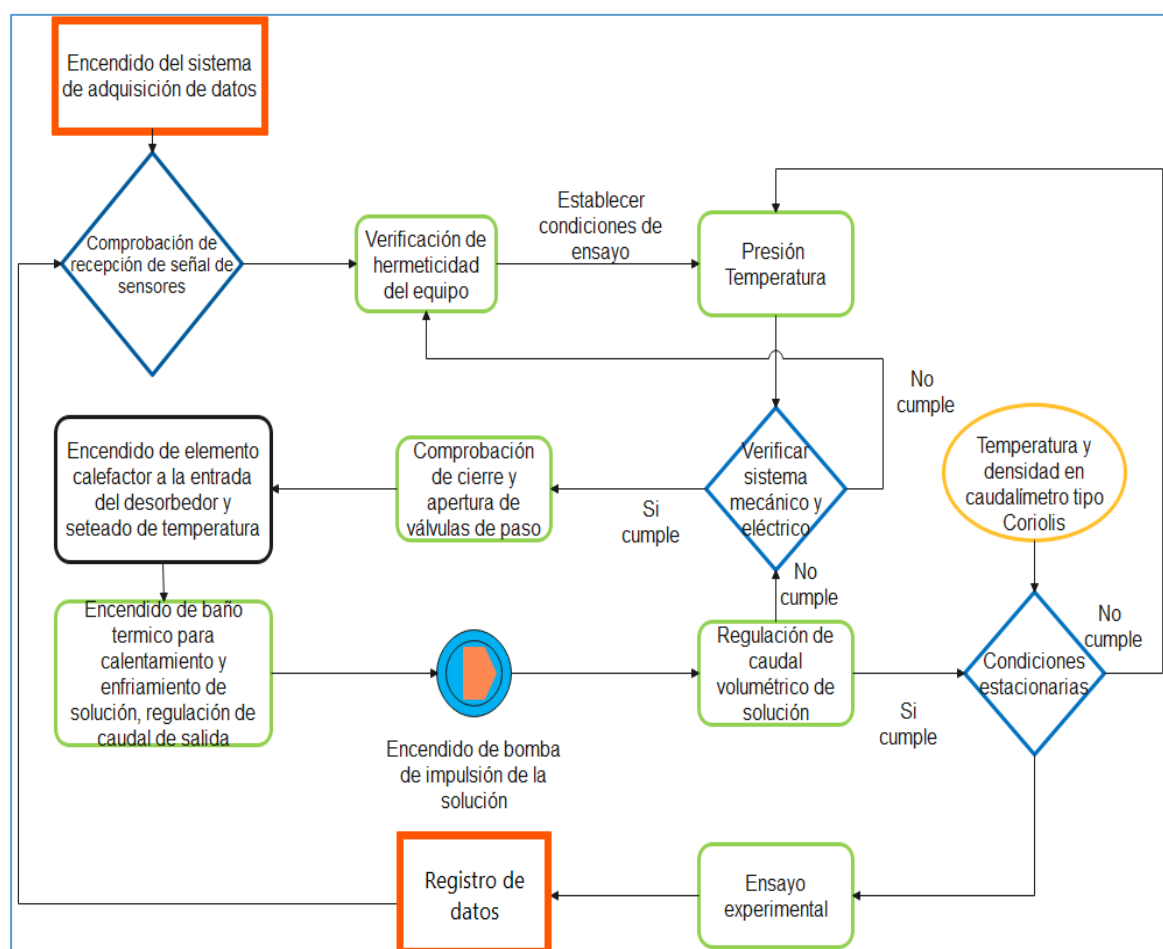 Encendido del sistema
de adquisición de datos
Comprobación de
recepción de señal de
sensores
Verificación de
hermeticidad
del equipo
Establecer
condiciones de
ensayo
Presión
Temperatura
No
cumple
Encendido de elemento
calefactor a la entrada
del desorbedor y
seteado de temperatura
Comprobación
de cierre y
apertura de
válvulas de paso
Si
cumple
Verificar
sistema
mecánico y
eléctrico
Temperatura y
densidad en
caudalímetro tipo
Coriolis
No
cumple
Encendido de baño
termico para
calentamiento y
enfriamiento de
solución, regulación de
caudal de salida
Encendido de bomba
de impulsión de la
solución
Regulación de
caudal
volumétrico de
solución
Si
cumple
Condiciones
estacionarias
No
cumple
Registro de
datos
Ensayo
experimental